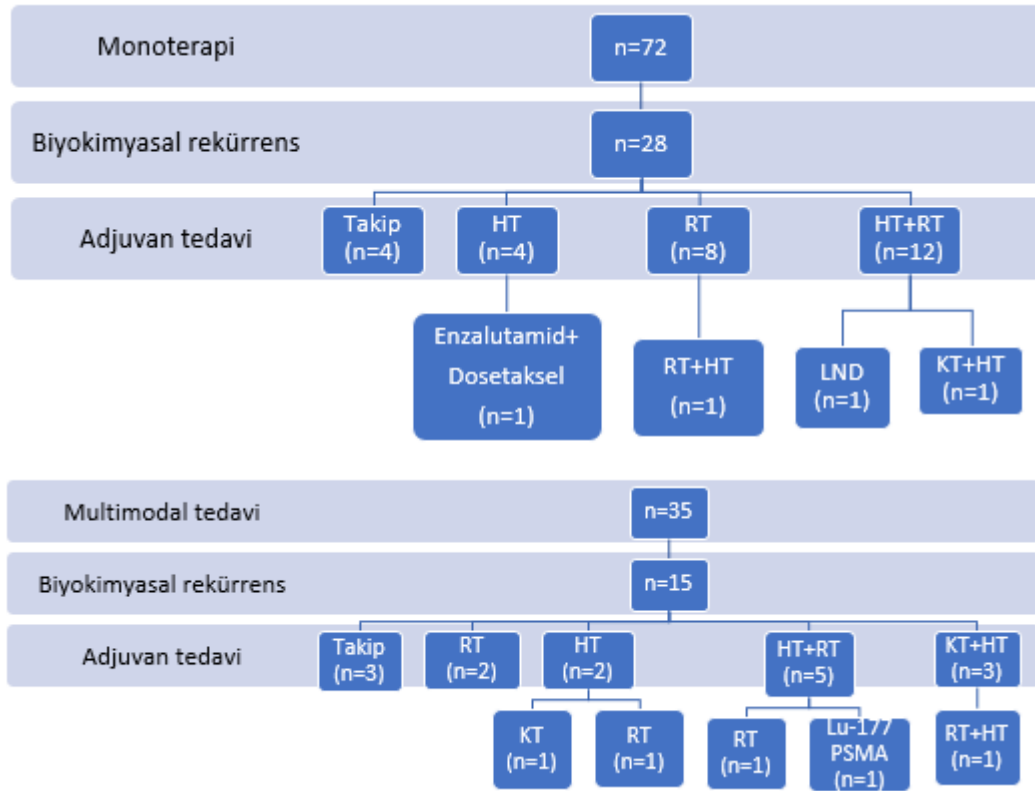 Monoterapi
n=72
Biyokimyasal rekürrens
n=28
Adjuvan tedavi
Takip
(n=4)
HT
(n=4)
RT
(n=8)
HT+RT
(n=12)
Enzalutamid+
Dosetaksel
(n=1)
RT+HT
(n=1)
LND
(n=1)
KT+HT
(n=1)
Multimodal tedavi
n=35
Biyokimyasal rekürrens
n=15
Adjuvan tedavi
Takip
(n=3)
RT
(n=2)
HT
(n=2)
HT+RT
(n=5)
KT+HT
(n=3)
KT
(n=1)
RT
(n=1)
RT
(n=1)
Lu-177
PSMA
(n=1)
RT+HT
(n=1)